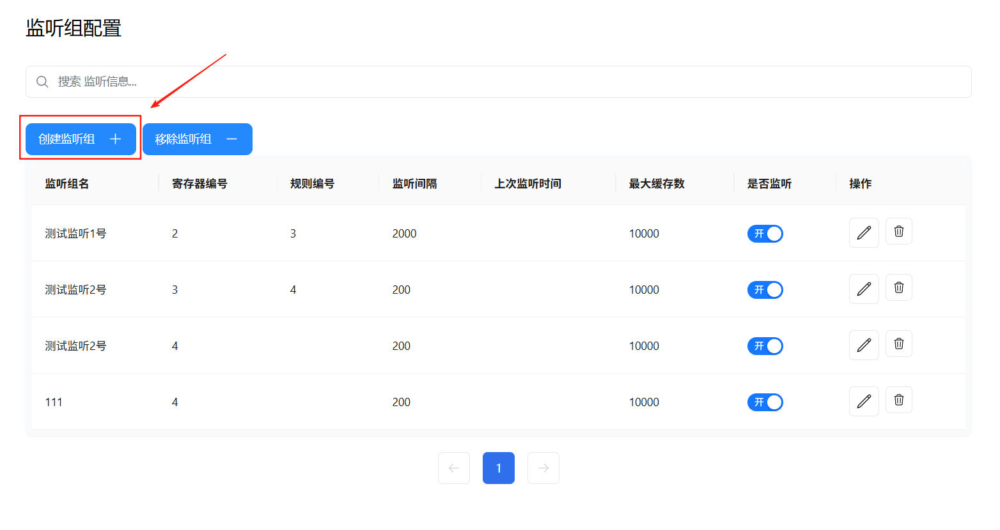 监听组配置
搜索 监听信息...
创建监听组 移除监听组
监听组名 寄存器编号 规则编号 监听间隔 上次监听时间 最大缓存数 是否监听 操作
测试监听1号 2 3 2000 10000 开
测试监听2号 3 4 200 10000 开
测试监听2号 4 200 10000 开
111 4 200 10000 开
1